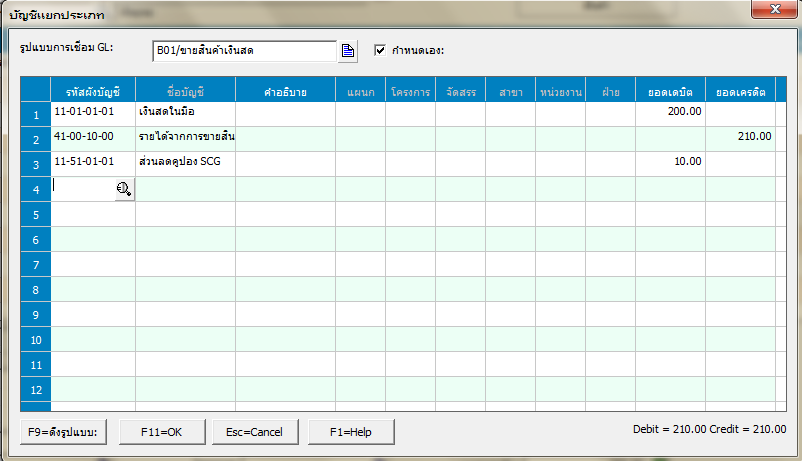 บัญชีแยกประเภท
รูปแบบการเชื่อม GL: B01/ขายสินค้าเงินสด กำหนดเอง:
รหัสผังบัญชี ชื่อบัญชี คำอธิบาย แผนก โครงการ จัดสรร สาขา หน่วยงาน ฝ่าย ยอดเดบิต ยอดเครดิต
1 11-01-01-01 เงินสดในมือ 200.00
2 41-00-10-00 รายได้จากการขายสิน 210.00
3 11-51-01-01 ส่วนลดคูปอง SCG 10.00
4
5
6
7
8
9
10
11
12
F9=ดึงรูปแบบ: F11=OK Esc=Cancel F1=Help Debit = 210.00 Credit = 210.00